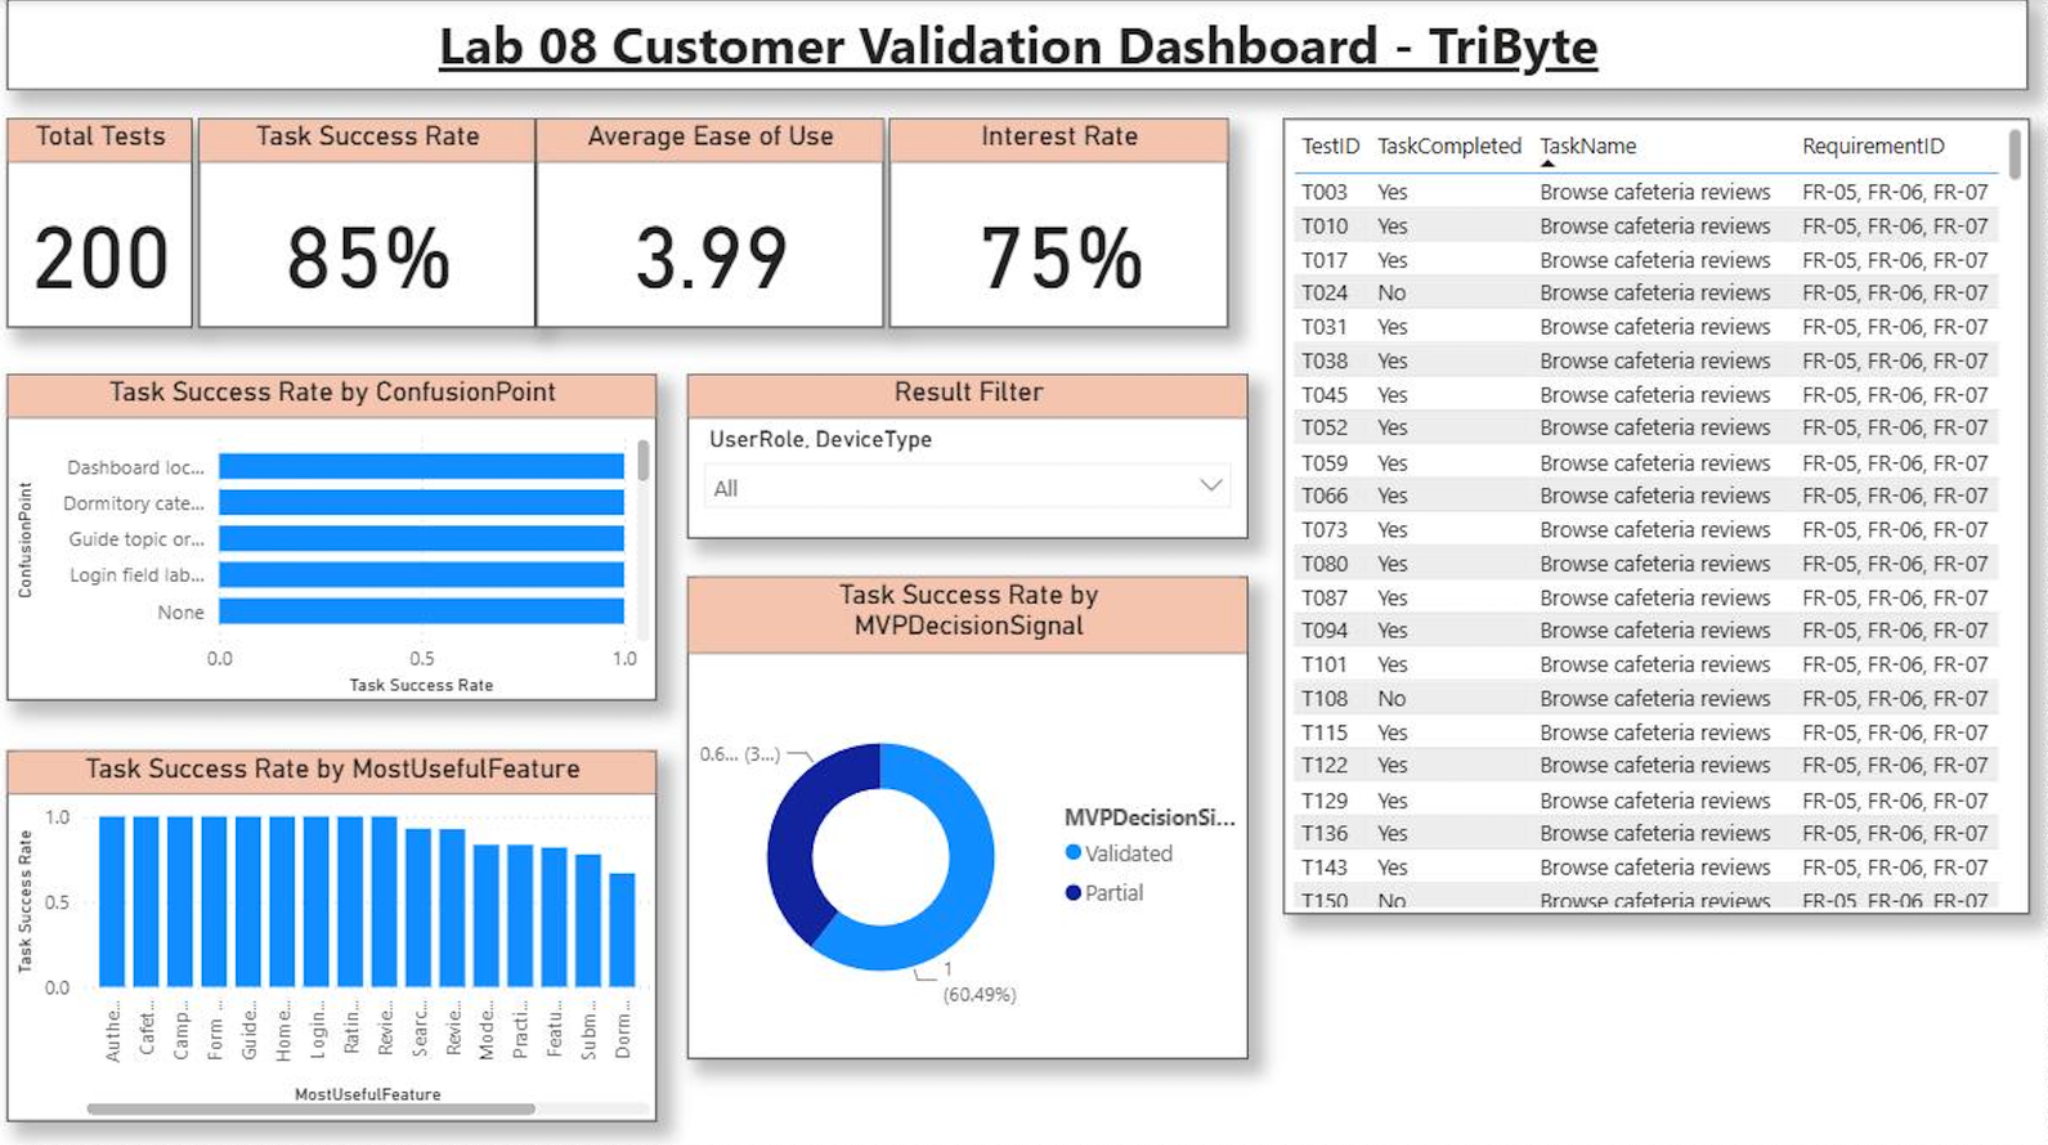 Lab 08 Customer Validation Dashboard - TriByte
Total Tests
200
Task Success Rate
85%
Average Ease of Use
3.99
Interest Rate
75%
Task Success Rate by ConfusionPoint
ConfusionPoint
Dashboard loc...
Dormitory cate...
Guide topic or...
Login field lab...
None
0.0 0.5 1.0
Task Success Rate
Result Filter
UserRole, DeviceType
All
Task Success Rate by MostUsefulFeature
Task Success Rate
1.0
0.5
0.0
Authe...
Cafet...
Camp...
Form ...
Guide...
Home...
Login...
Ratin...
Revie...
Searc...
Revie...
Mode...
Practi...
Featu...
Subm...
Dorm ...
MostUsefulFeature
Task Success Rate by
MVPDecisionSignal
0.6... (3...)
1
(60.49%)
MVPDecisionSi...
Validated
Partial
TestID TaskCompleted TaskName RequirementID
T003 Yes Browse cafeteria reviews FR-05, FR-06, FR-07
T010 Yes Browse cafeteria reviews FR-05, FR-06, FR-07
T017 Yes Browse cafeteria reviews FR-05, FR-06, FR-07
T024 No Browse cafeteria reviews FR-05, FR-06, FR-07
T031 Yes Browse cafeteria reviews FR-05, FR-06, FR-07
T038 Yes Browse cafeteria reviews FR-05, FR-06, FR-07
T045 Yes Browse cafeteria reviews FR-05, FR-06, FR-07
T052 Yes Browse cafeteria reviews FR-05, FR-06, FR-07
T059 Yes Browse cafeteria reviews FR-05, FR-06, FR-07
T066 Yes Browse cafeteria reviews FR-05, FR-06, FR-07
T073 Yes Browse cafeteria reviews FR-05, FR-06, FR-07
T080 Yes Browse cafeteria reviews FR-05, FR-06, FR-07
T087 Yes Browse cafeteria reviews FR-05, FR-06, FR-07
T094 Yes Browse cafeteria reviews FR-05, FR-06, FR-07
T101 Yes Browse cafeteria reviews FR-05, FR-06, FR-07
T108 No Browse cafeteria reviews FR-05, FR-06, FR-07
T115 Yes Browse cafeteria reviews FR-05, FR-06, FR-07
T122 Yes Browse cafeteria reviews FR-05, FR-06, FR-07
T129 Yes Browse cafeteria reviews FR-05, FR-06, FR-07
T136 Yes Browse cafeteria reviews FR-05, FR-06, FR-07
T143 Yes Browse cafeteria reviews FR-05, FR-06, FR-07
T150 No Browse cafeteria reviews FR-05 FR-06 FR-07